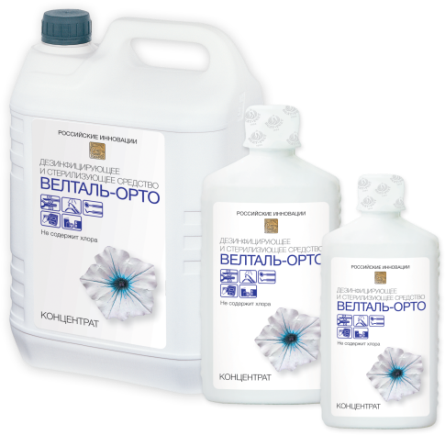 РОССИЙСКИЕ ИННОВАЦИИ
ДЕЗИНФИЦИРУЮЩЕЕ
И СТЕРИЛИЗУЮЩЕЕ СРЕДСТВО
ВЕЛТАЛЬ-ОРТО
Не содержит хлора
КОНЦЕНТРАТ
РОССИЙСКИЕ ИННОВАЦИИ
ДЕЗИНФИЦИРУЮЩЕЕ
И СТЕРИЛИЗУЮЩЕЕ СРЕДСТВО
ВЕЛТАЛЬ-ОРТО
Не содержит хлора
КОНЦЕНТРАТ
РОССИЙСКИЕ ИННОВАЦИИ
ДЕЗИНФИЦИРУЮЩЕЕ
И СТЕРИЛИЗУЮЩЕЕ СРЕДСТВО
ВЕЛТАЛЬ-ОРТО
Не содержит хлора
КОНЦЕНТРАТ